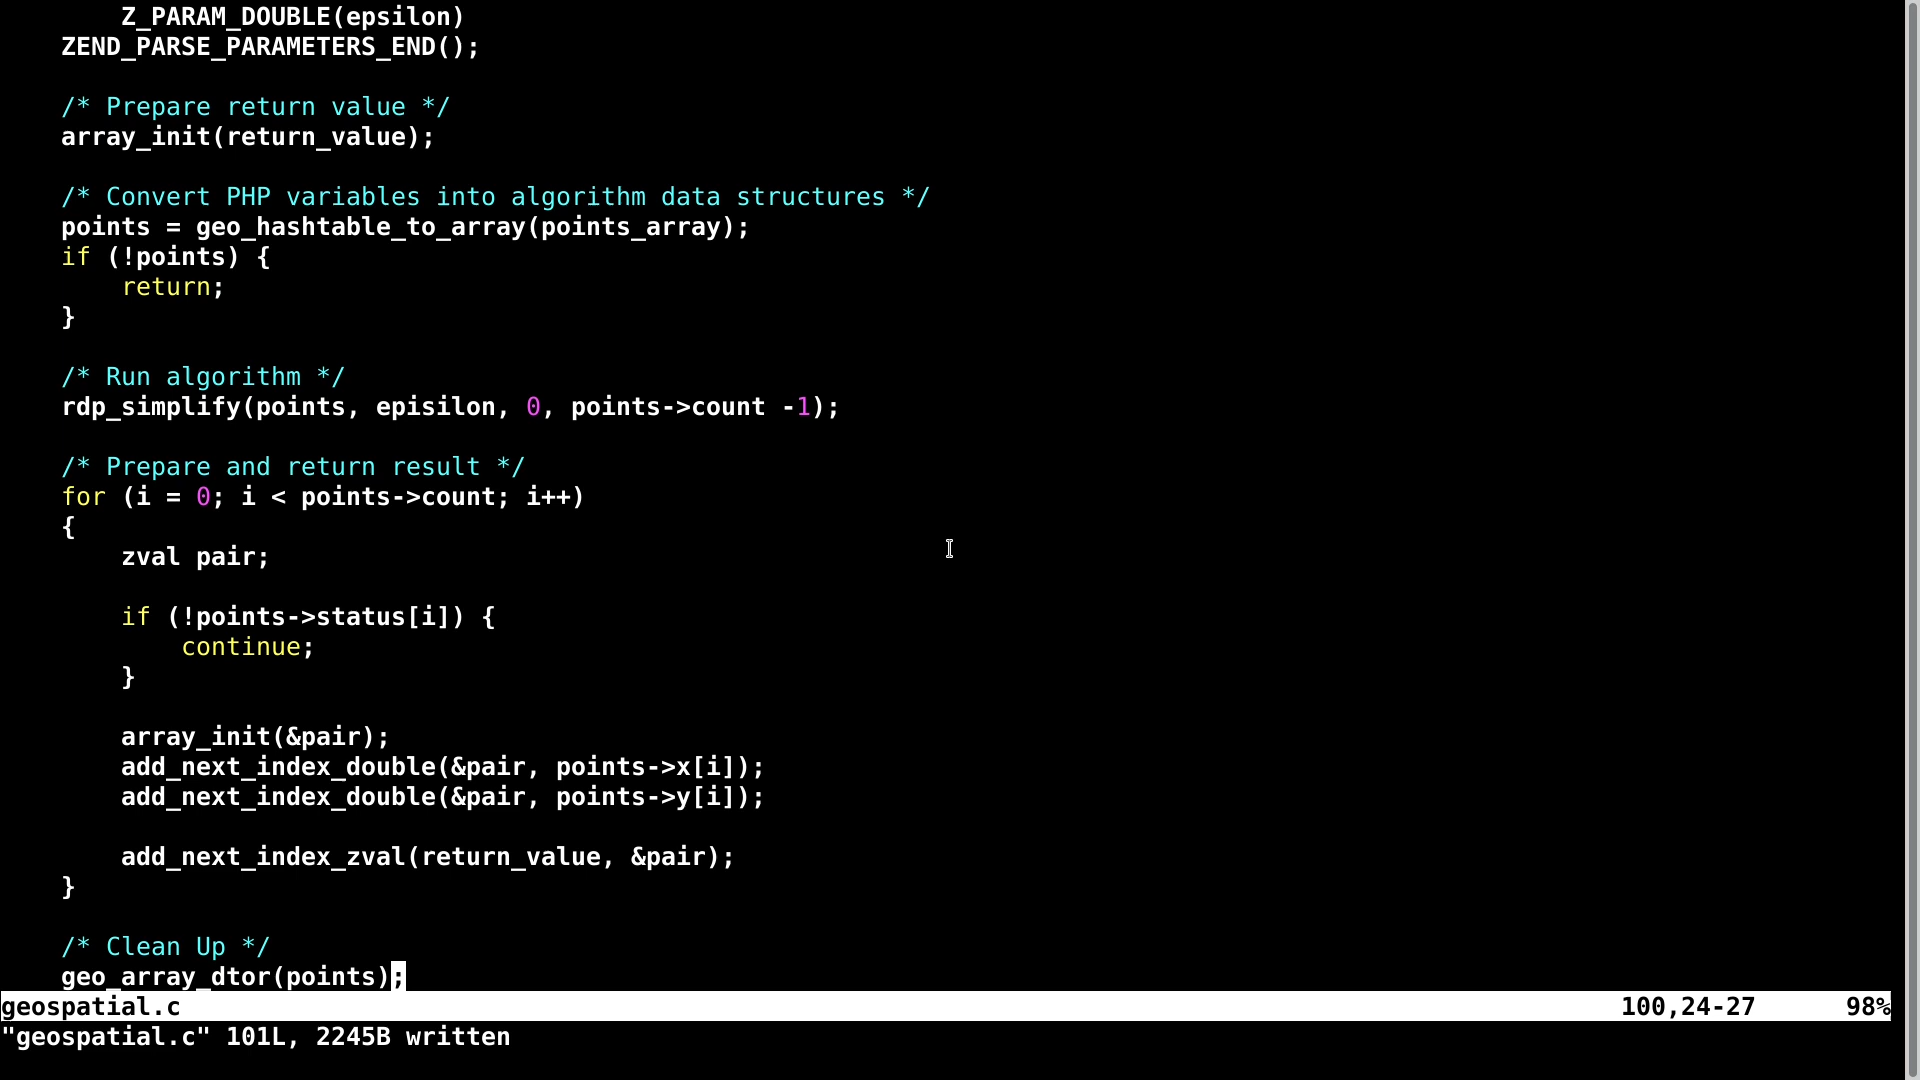 Z_PARAM_DOUBLE(epsilon)
ZEND_PARSE_PARAMETERS_END();
/* Prepare return value */
array_init(return_value);
/* Convert PHP variables into algorithm data structures */
points = geo_hashtable_to_array(points_array);
if (!points) {
return;
}
/* Run algorithm */
rdp_simplify(points, episilon, 0, points->count -1);
/* Prepare and return result */
for (i = 0; i < points->count; i++)
{
zval pair;
if (!points->status[i]) {
continue;
}
array_init(&pair);
add_next_index_double(&pair, points->x[i]);
add_next_index_double(&pair, points->y[i]);
add_next_index_zval(return_value, &pair);
}
/* Clean Up */
geo_array_dtor(points);
geospatial.c 100,24-27 98%
"geospatial.c" 101L, 2245B written